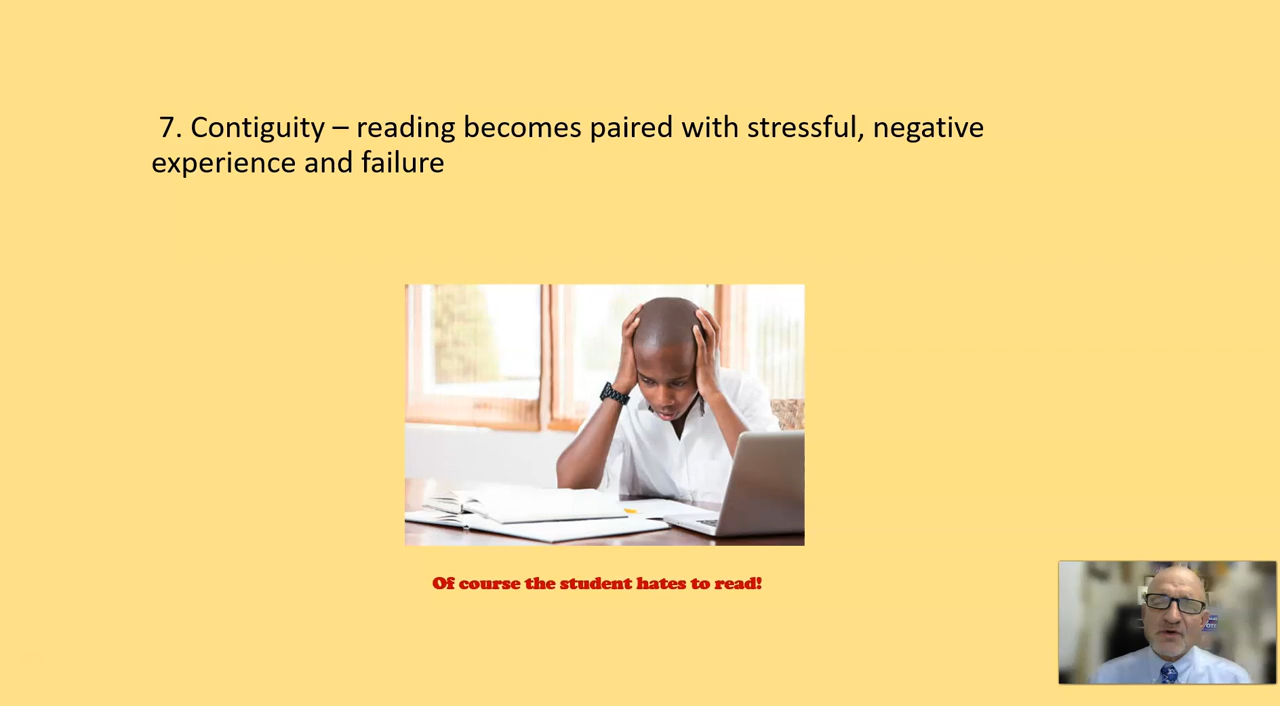 7. Contiguity – reading becomes paired with stressful, negative
experience and failure
Of course the student hates to read!